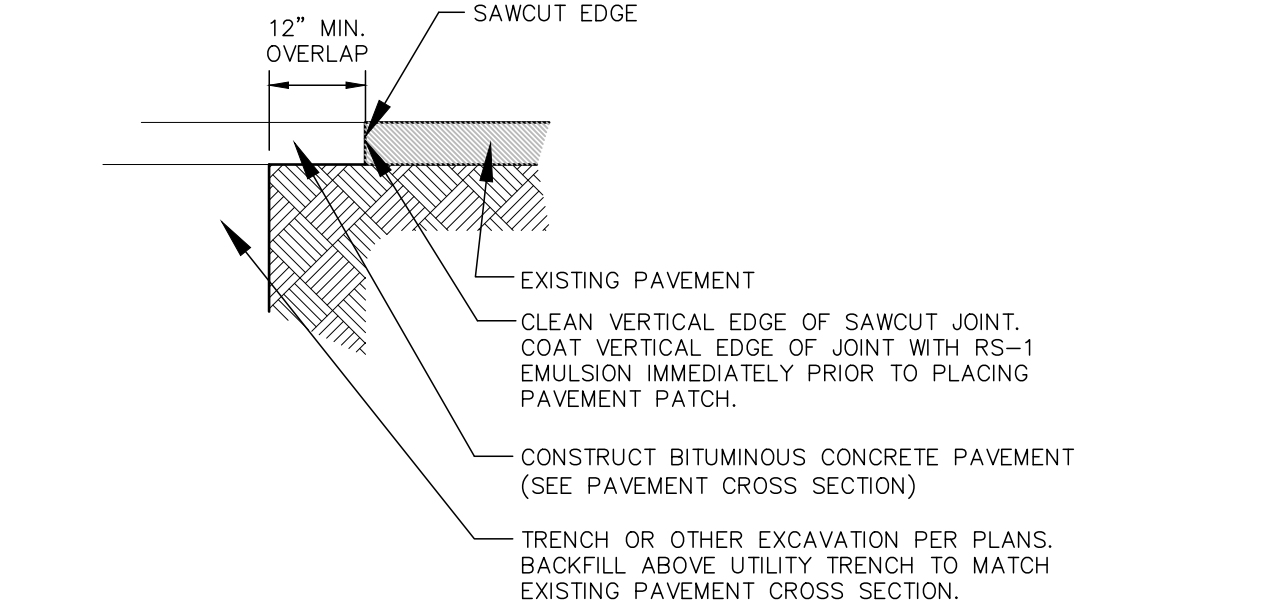 SAWCUT EDGE
12” MIN.
OVERLAP
EXISTING PAVEMENT
CLEAN VERTICAL EDGE OF SAWCUT JOINT.
COAT VERTICAL EDGE OF JOINT WITH RS–1
EMULSION IMMEDIATELY PRIOR TO PLACING
PAVEMENT PATCH.
CONSTRUCT BITUMINOUS CONCRETE PAVEMENT
(SEE PAVEMENT CROSS SECTION)
TRENCH OR OTHER EXCAVATION PER PLANS.
BACKFILL ABOVE UTILITY TRENCH TO MATCH
EXISTING PAVEMENT CROSS SECTION.